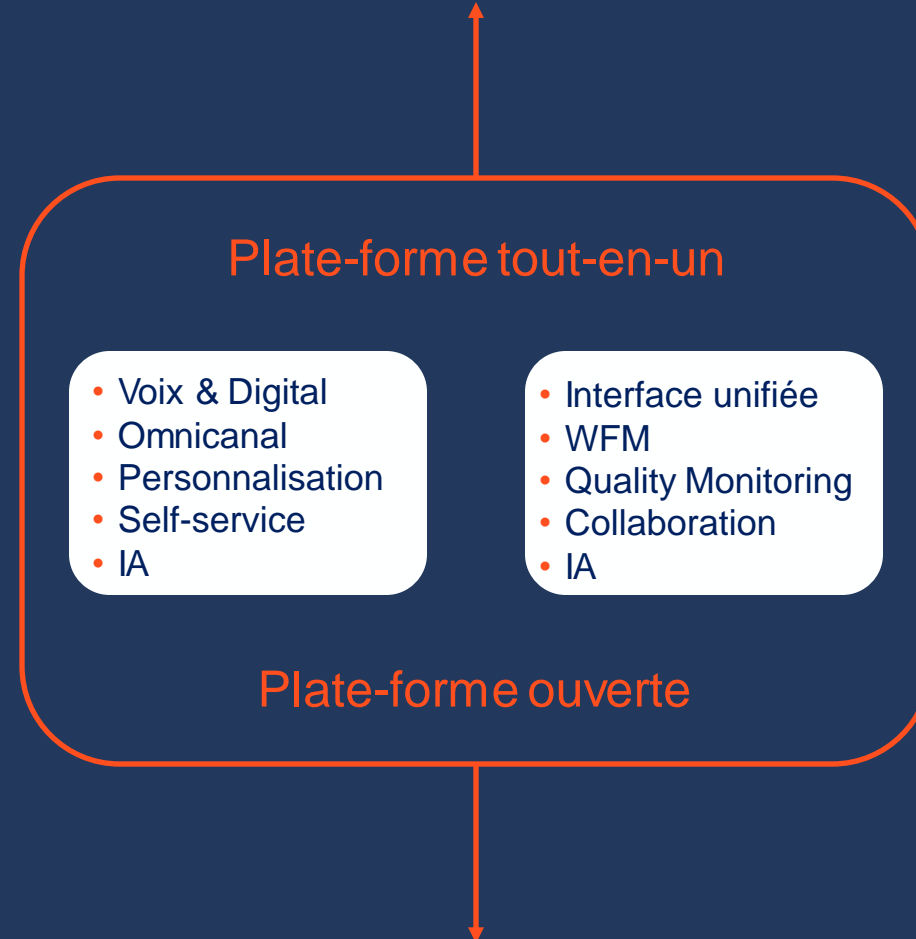 Plate-forme tout-en-un
• Voix & Digital
• Omnicanal
• Personnalisation
• Self-service
• IA
• Interface unifiée
• WFM
• Quality Monitoring
• Collaboration
• IA
Plate-forme ouverte